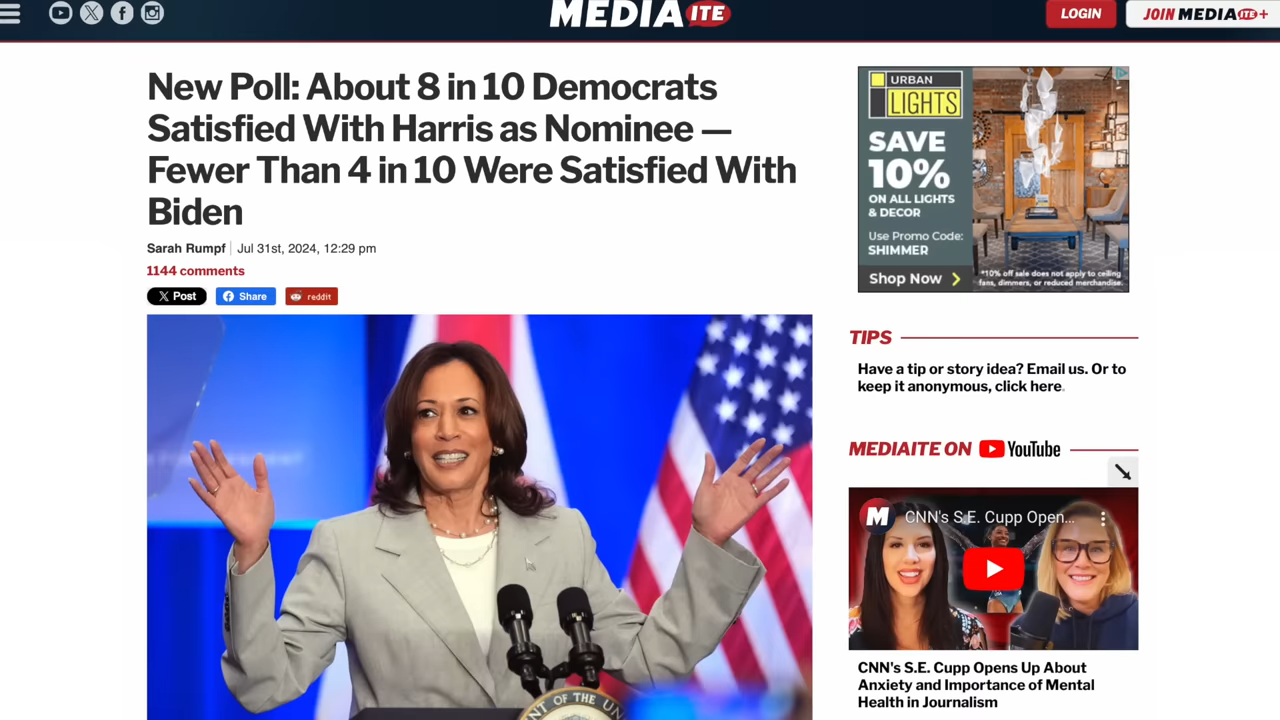 MEDIAITE
LOGIN
JOIN MEDIAITE+
New Poll: About 8 in 10 Democrats
Satisfied With Harris as Nominee —
Fewer Than 4 in 10 Were Satisfied With
Biden
Sarah Rumpf | Jul 31st, 2024, 12:29 pm
1144 comments
X Post
Share
reddit
NT OF THE UN
URBAN
LIGHTS
SAVE
10%
ON ALL LIGHTS
& DECOR
Use Promo Code:
SHIMMER
Shop Now
*10% off sale does not apply to ceiling
fans, dimmers, or reduced merchandise.
TIPS
Have a tip or story idea? Email us. Or to
keep it anonymous, click here.
MEDIAITE ON YouTube
M
CNN's S.E. Cupp Open...
CNN's S.E. Cupp Opens Up About
Anxiety and Importance of Mental
Health in Journalism